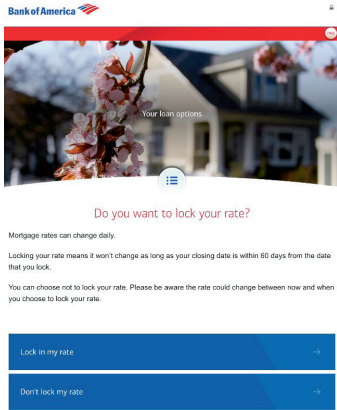 Bank of America
Your loan options
Do you want to lock your rate?
Mortgage rates can change daily.
Locking your rate means it won't change as long as your closing date is within 60 days from the date
that you lock.
You can choose not to lock your rate. Please be aware the rate could change between now and when
you choose to lock your rate.
Lock in my rate
Don't lock my rate